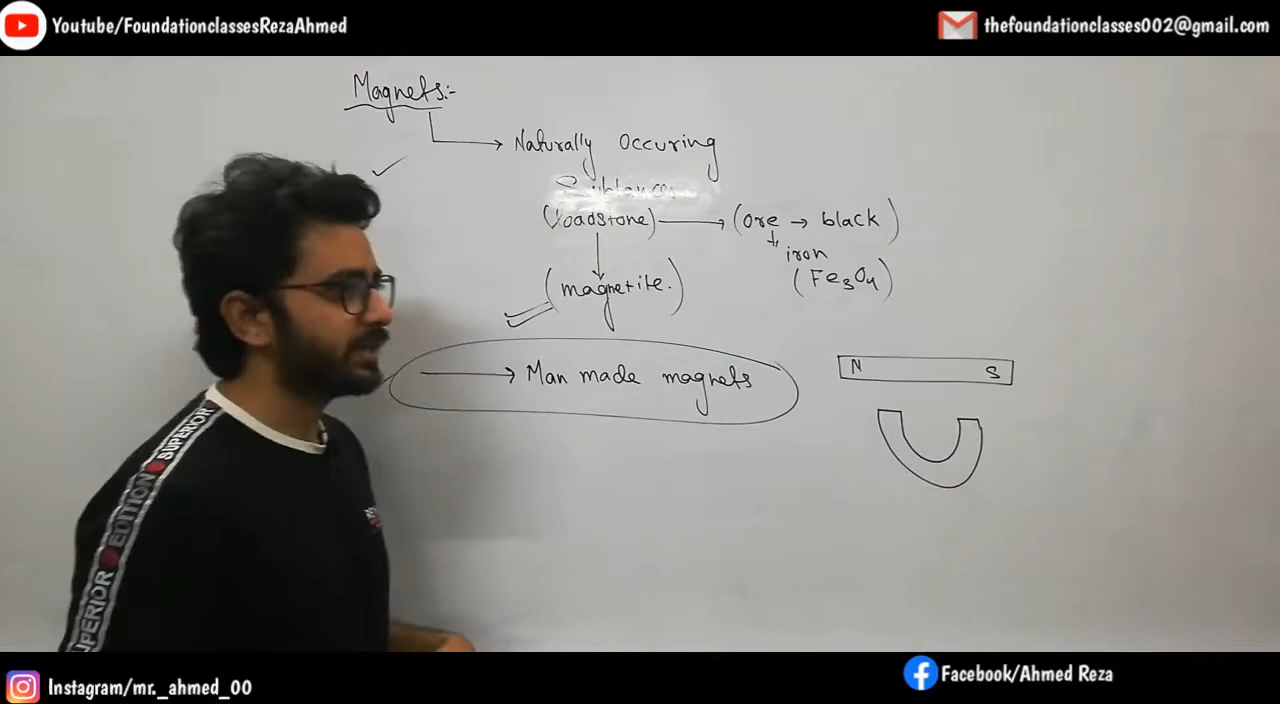 Youtube/FoundationclassesRezaAhmed
thefoundationclasses002@gmail.com
Magnets:-
Naturally Occuring
(Loadstone) → (ore → black)
iron
(magnetite.)
(Fe3O4)
→ Man made magnets
N S
SUPERIOR EDITION SUPERIOR
Instagram/mr._ahmed_00
Facebook/Ahmed Reza